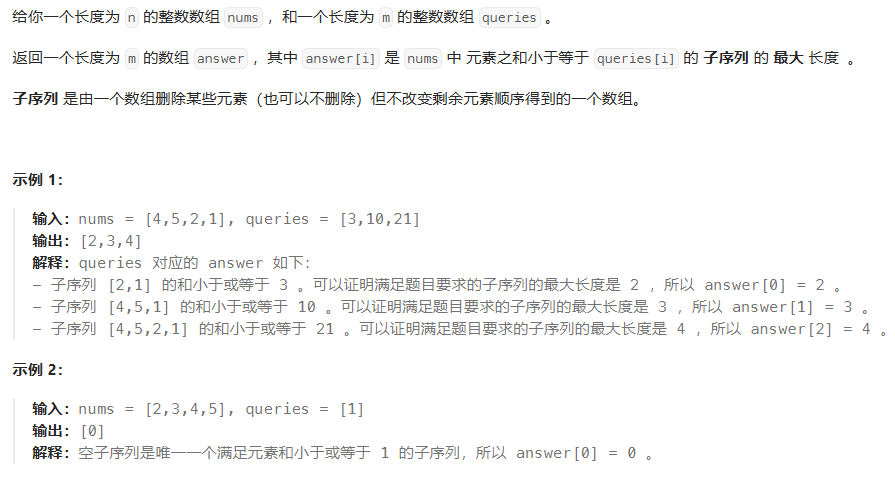 给你一个长度为 n 的整数数组 nums ，和一个长度为 m 的整数数组 queries 。
返回一个长度为 m 的数组 answer ，其中 answer[i] 是 nums 中 元素之和小于等于 queries[i] 的 子序列 的 最大 长度 。
子序列 是由一个数组删除某些元素（也可以不删除）但不改变剩余元素顺序得到的一个数组。
示例 1：
输入：nums = [4,5,2,1], queries = [3,10,21]
输出：[2,3,4]
解释：queries 对应的 answer 如下：
- 子序列 [2,1] 的和小于或等于 3 。可以证明满足题目要求的子序列的最大长度是 2 ，所以 answer[0] = 2 。
- 子序列 [4,5,1] 的和小于或等于 10 。可以证明满足题目要求的子序列的最大长度是 3 ，所以 answer[1] = 3 。
- 子序列 [4,5,2,1] 的和小于或等于 21 。可以证明满足题目要求的子序列的最大长度是 4 ，所以 answer[2] = 4 。
示例 2：
输入：nums = [2,3,4,5], queries = [1]
输出：[0]
解释：空子序列是唯一一个满足元素和小于或等于 1 的子序列，所以 answer[0] = 0 。